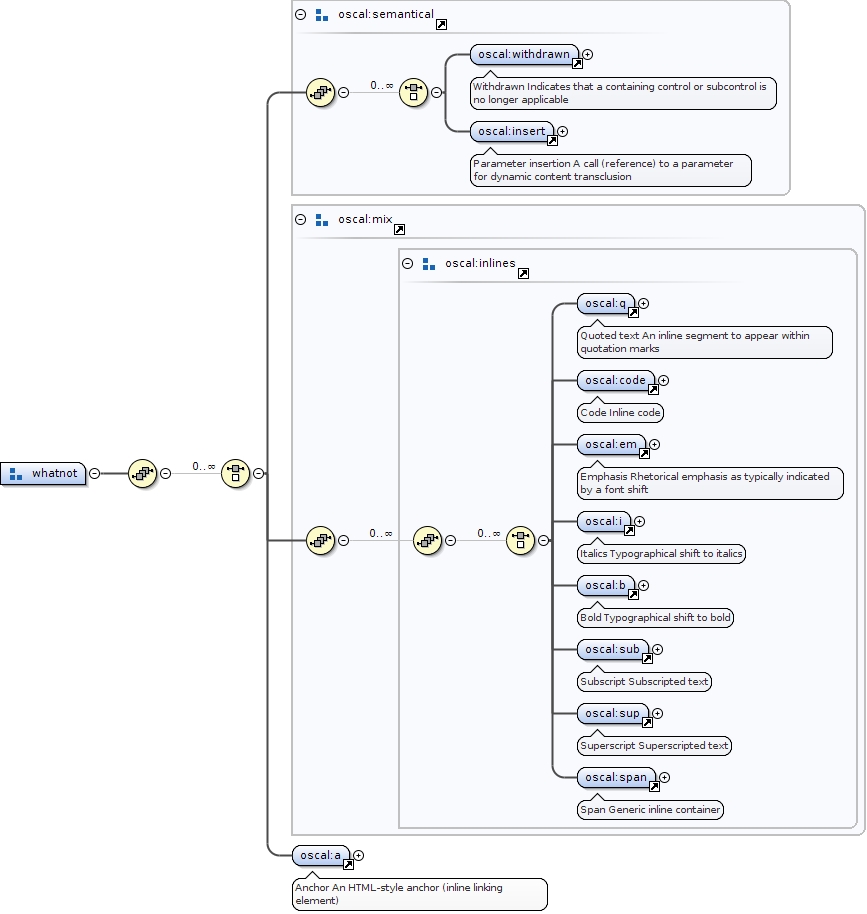 oscal:semantical
oscal:withdrawn
0..∞
Withdrawn Indicates that a containing control or subcontrol is
no longer applicable
oscal:insert
Parameter insertion A call (reference) to a parameter
for dynamic content transclusion
oscal:mix
oscal:inlines
oscal:q
Quoted text An inline segment to appear within
quotation marks
oscal:code
Code Inline code
oscal:em
whatnot
0..∞
Emphasis Rhetorical emphasis as typically indicated
by a font shift
oscal:i
0..∞
0..∞
Italics Typographical shift to italics
oscal:b
Bold Typographical shift to bold
oscal:sub
Subscript Subscripted text
oscal:sup
Superscript Superscripted text
oscal:span
Span Generic inline container
oscal:a
Anchor An HTML-style anchor (inline linking
element)